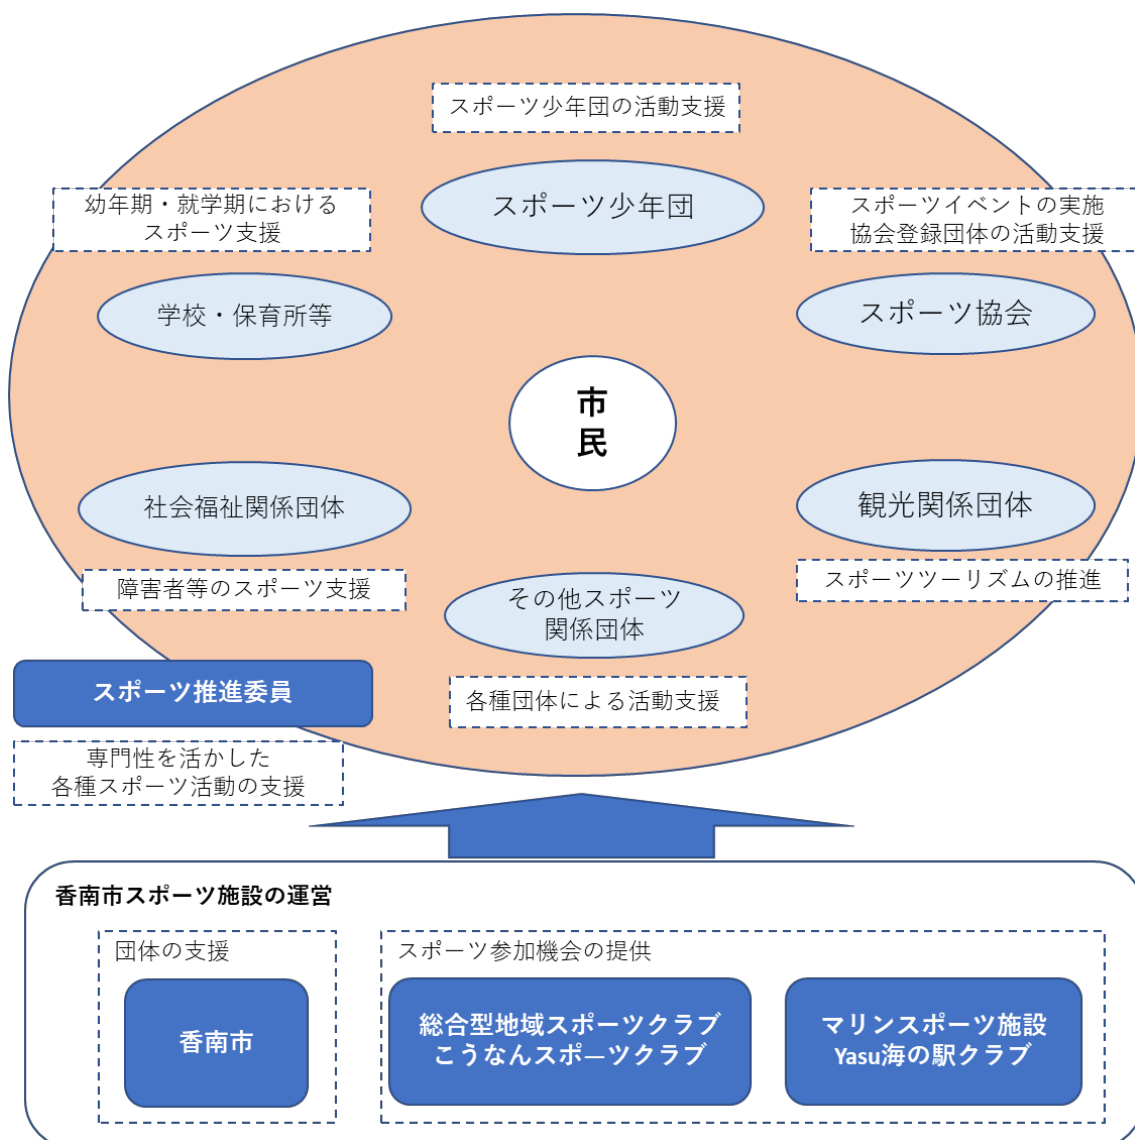 スポーツ少年団の活動支援
スポーツ少年団
幼年期・就学期における
スポーツ支援
学校・保育所等
スポーツイベントの実施
協会登録団体の活動支援
スポーツ協会
市
民
社会福祉関係団体
障害者等のスポーツ支援
観光関係団体
スポーツツーリズムの推進
その他スポーツ
関係団体
各種団体による活動支援
スポーツ推進委員
専門性を活かした
各種スポーツ活動の支援
香南市スポーツ施設の運営
団体の支援
香南市
スポーツ参加機会の提供
総合型地域スポーツクラブ
こうなんスポーツクラブ
マリンスポーツ施設
Yasu海の駅クラブ